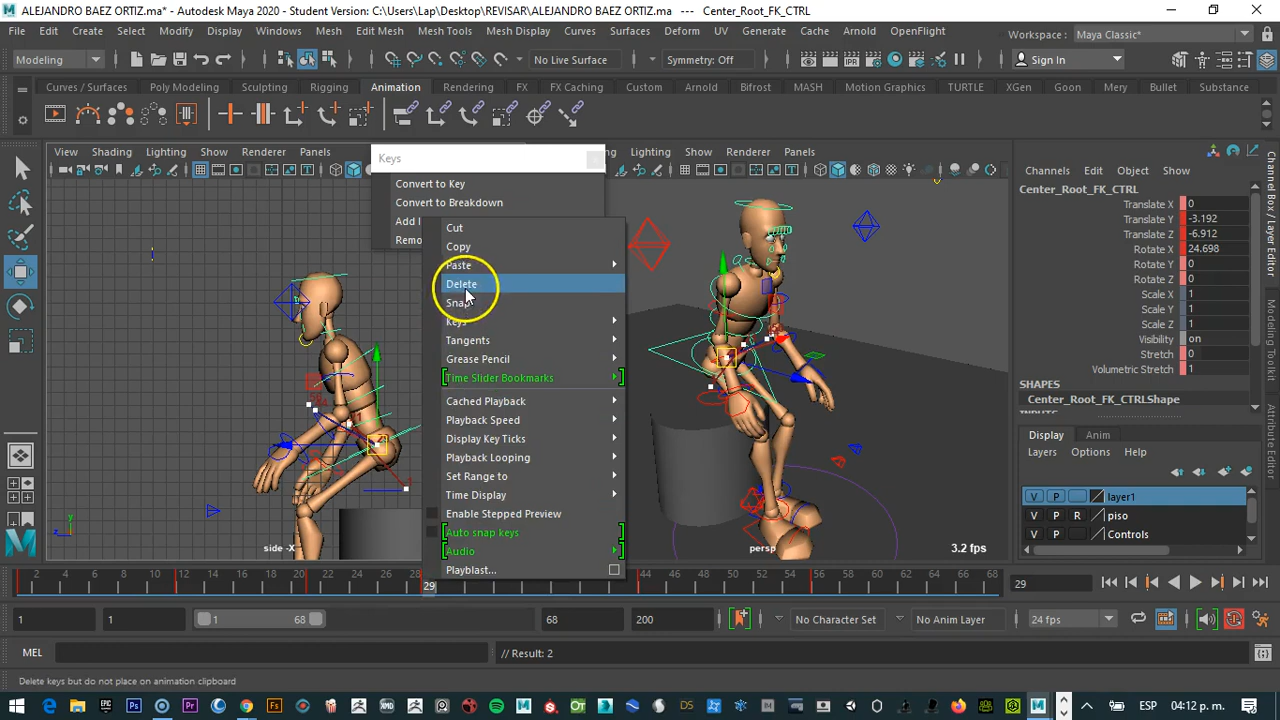 ALEJANDRO BAEZ ORTIZ.ma* - Autodesk Maya 2020 - Student Version: C:\Users\Lap\Desktop\REVISAR\ALEJANDRO BAEZ ORTIZ.ma --- Center_Root_FK_CTRL
File Edit Create Select Modify Display Windows Mesh Edit Mesh Mesh Tools Mesh Display Curves Surfaces Deform UV Generate Cache Arnold OpenFlight
Workspace : Maya Classic*
Modeling
No Live Surface
Symmetry: Off
Sign In
Curves / Surfaces Poly Modeling Sculpting Rigging Animation Rendering FX FX Caching Custom Arnold Bifrost MASH Motion Graphics TURTLE XGen Goon Mery Bullet Substance
View Shading Lighting Show Renderer Panels
Lighting Show Renderer Panels
Keys
Convert to Key
Convert to Breakdown
Cut
Copy
Paste
Delete
Keys
Tangents
Grease Pencil
Time Slider Bookmarks
Cached Playback
Playback Speed
Display Key Ticks
Playback Looping
Set Range to
Time Display
Enable Stepped Preview
Auto snap keys
Audio
Playblast...
side -X
persp
3.2 fps
Channels Edit Object Show
Center_Root_FK_CTRL
Translate X 0
Translate Y -3.192
Translate Z -6.912
Rotate X 24.698
Rotate Y 0
Rotate Z 0
Scale X 1
Scale Y 1
Scale Z 1
Visibility on
Stretch 0
Volumetric Stretch 1
SHAPES
Center_Root_FK_CTRLShape
Display Anim
Layers Options Help
V P layer1
V P R piso
V P Controls
Channel Box / Layer Editor
Attribute Editor
2 4 6 8 10 12 14 16 18 20 22 24 26 28 29 44 46 48 50 52 54 56 58 60 62 64 66 68
29
1 1 1 68 68 200
No Character Set
No Anim Layer
24 fps
MEL
// Result: 2
Delete keys but do not place on animation clipboard
ESP 04:12 p. m.